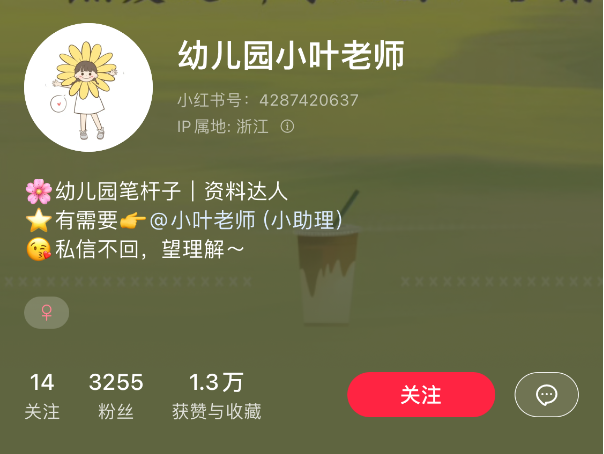 幼儿园小叶老师
小红书号：4287420637
IP属地: 浙江
🌸幼儿园笔杆子｜资料达人
⭐有需要👉@小叶老师 (小助理)
😘私信不回，望理解～
♀
14 3255 1.3万
关注 粉丝 获赞与收藏
关注